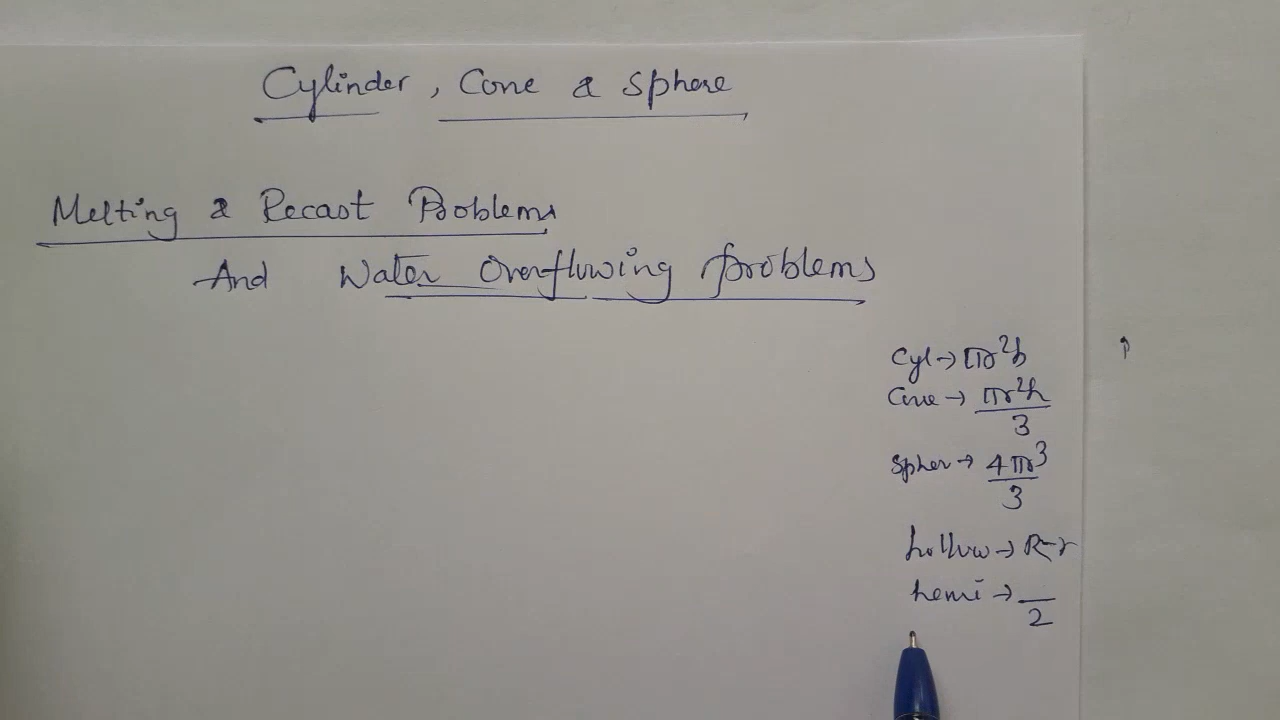 Cylinder, Cone & Sphere
Melting & Recast Problems
And Water Overflowing problems
Cyl → πr²h
Cone → πr²h
3
Spher → 4πr³
3
hollow → R-r
hemi → —
2